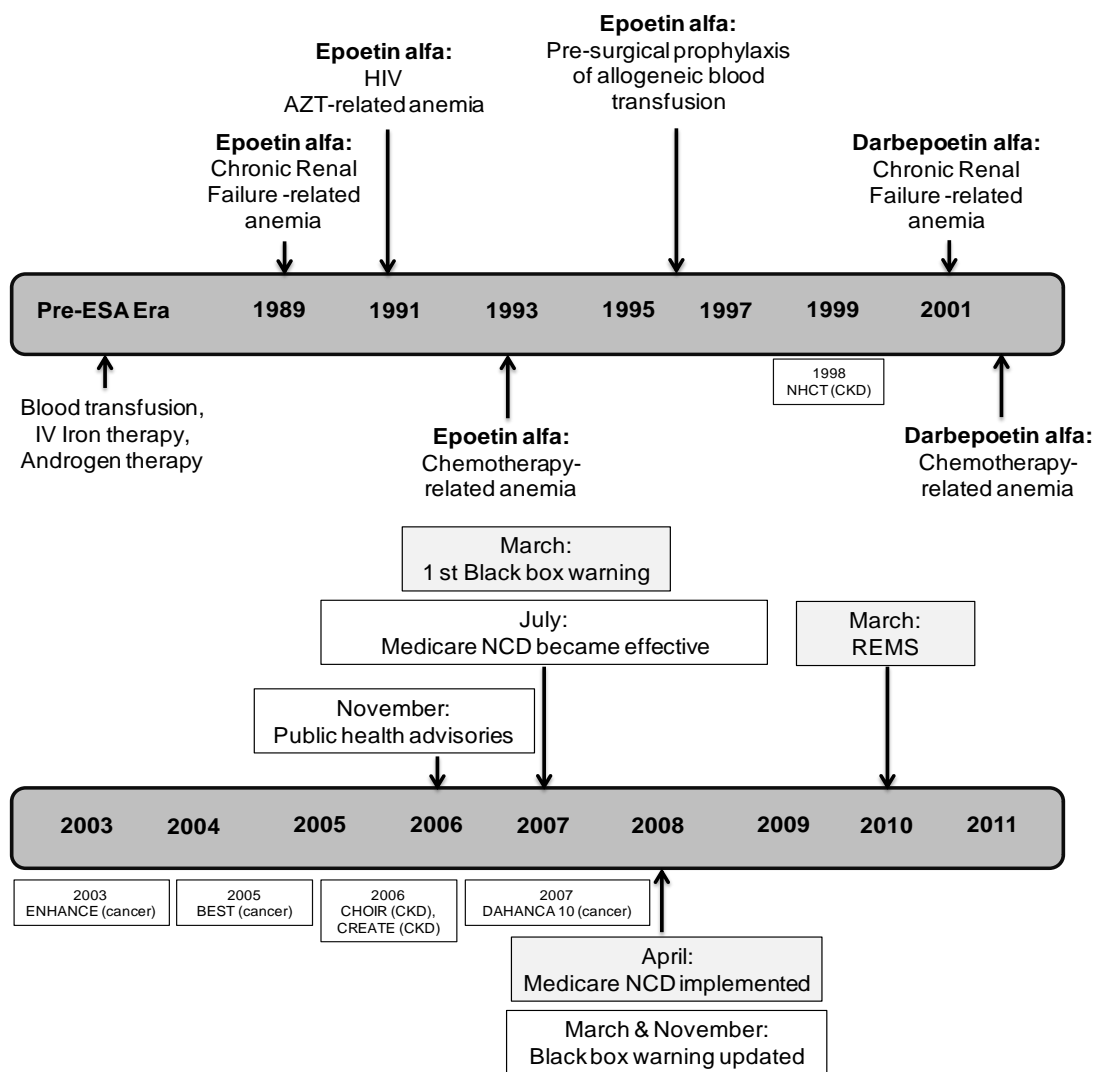 Epoetin alfa:
Pre-surgical prophylaxis
of allogeneic blood
transfusion
Epoetin alfa:
HIV
AZT-related anemia
Epoetin alfa:
Chronic Renal
Failure -related
anemia
Darbepoetin alfa:
Chronic Renal
Failure -related
anemia
Pre-ESA Era 1989 1991 1993 1995 1997 1999 2001
1998
NHCT (CKD)
Blood transfusion,
IV Iron therapy,
Androgen therapy
Epoetin alfa:
Chemotherapy-
related anemia
Darbepoetin alfa:
Chemotherapy-
related anemia
March:
1 st Black box warning
July:
Medicare NCD became effective
March:
REMS
November:
Public health advisories
2003 2004 2005 2006 2007 2008 2009 2010 2011
2003
ENHANCE (cancer)
2005
BEST (cancer)
2006
CHOIR (CKD),
CREATE (CKD)
2007
DAHANCA 10 (cancer)
April:
Medicare NCD implemented
March & November:
Black box warning updated